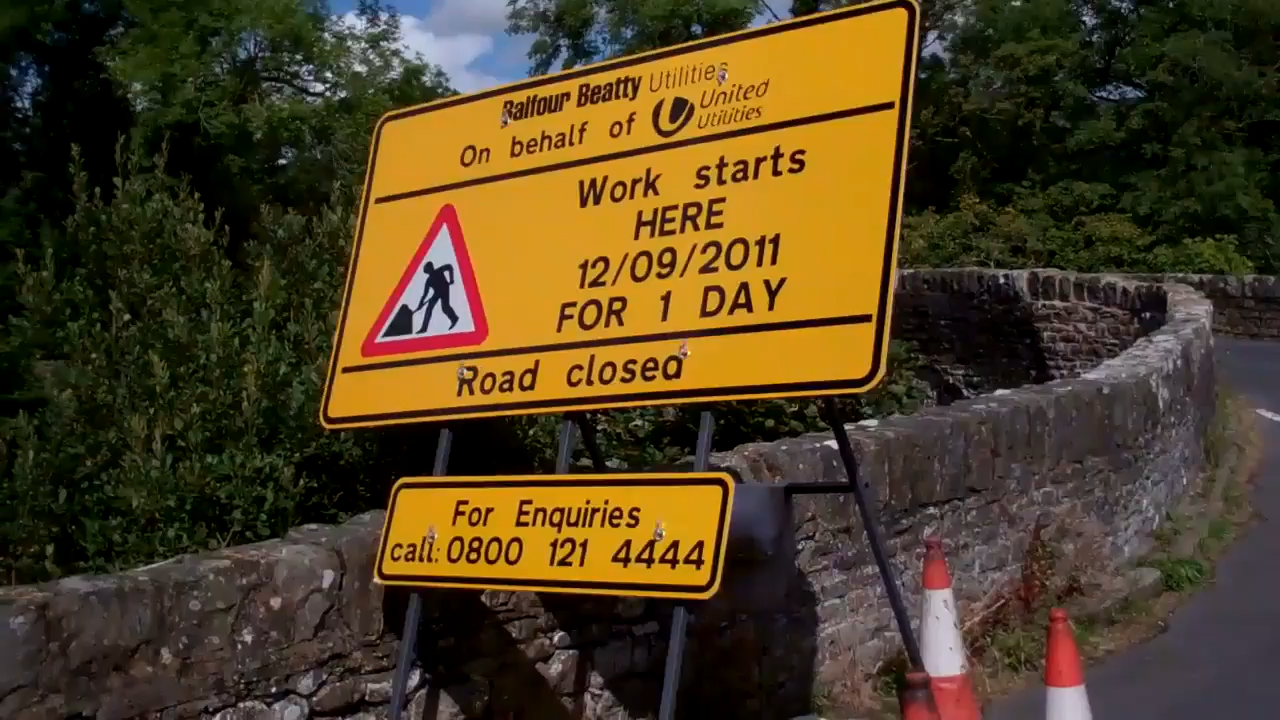 Balfour Beatty Utilities
On behalf of United Utilities
Work starts
HERE
12/09/2011
FOR 1 DAY
Road closed
For Enquiries
call: 0800 121 4444